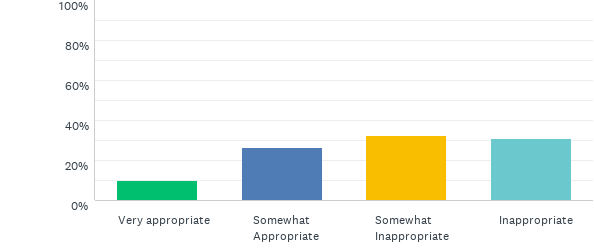 100%
80%
60%
40%
20%
0%
Very appropriate
Somewhat
Appropriate
Somewhat
Inappropriate
Inappropriate